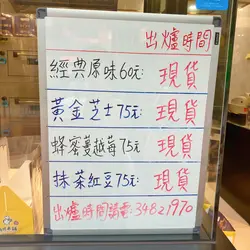 出爐時間
經典原味60元: 現貨
黃金芝士75元: 現貨
蜂蜜蔓越莓75元: 現貨
抹茶紅豆75元: 現貨
出爐時間請電:34821970